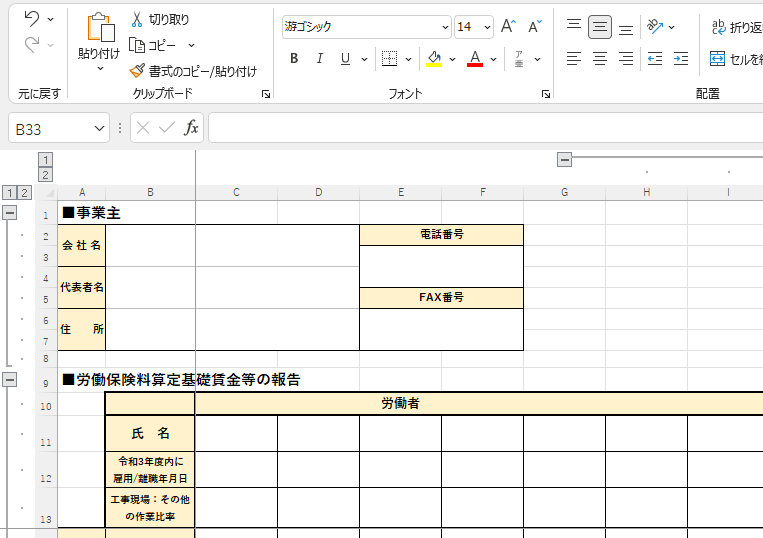 切り取り
貼り付け
コピー
書式のコピー/貼り付け
元に戻す
クリップボード
游ゴシック
14
A A
B I U
A
ア
亜
フォント
ab
折り返
セルを
配置
B33
fx
1
2
1 2
A B C D E F G H I
1 ■事業主
2 電話番号
会社名
3
4
代表者名
5 FAX番号
6
住 所
7
8
9 ■労働保険料算定基礎賃金等の報告
10 労働者
11 氏 名
令和3年度内に
12 雇用/離職年月日
工事現場：その他
13 の作業比率